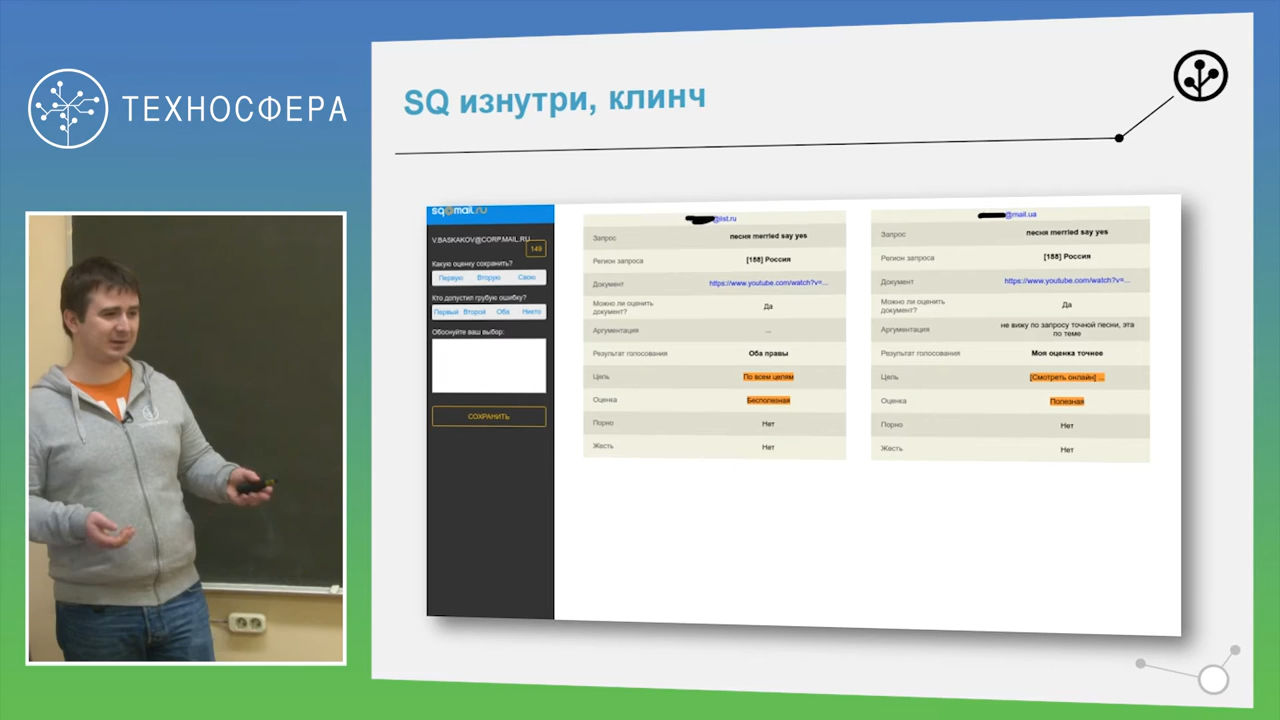 ТЕХНОСФЕРА
SQ изнутри, клинч
sq@mail.ru
V.BASKAKOV@CORP.MAIL.RU
149
Какую оценку сохранить?
Первую Вторую Свою
Кто допустил грубую ошибку?
Первый Второй Оба Никто
Обоснуйте ваш выбор:
СОХРАНИТЬ
@list.ru
Запрос песня merried say yes
Регион запроса [188] Россия
Документ https://www.youtube.com/watch?v=...
Можно ли оценить
документ? Да
Аргументация ...
Результат голосования Оба правы
Цель По всем целям
Оценка Бесполезная
Порно Нет
Жесть Нет
@mail.ua
Запрос песня merried say yes
Регион запроса [188] Россия
Документ https://www.youtube.com/watch?v=...
Можно ли оценить
документ? Да
Аргументация не вижу по запросу точной песни, эта
по теме
Результат голосования Моя оценка точнее
Цель [Смотреть онлайн] ...
Оценка Полезная
Порно Нет
Жесть Нет